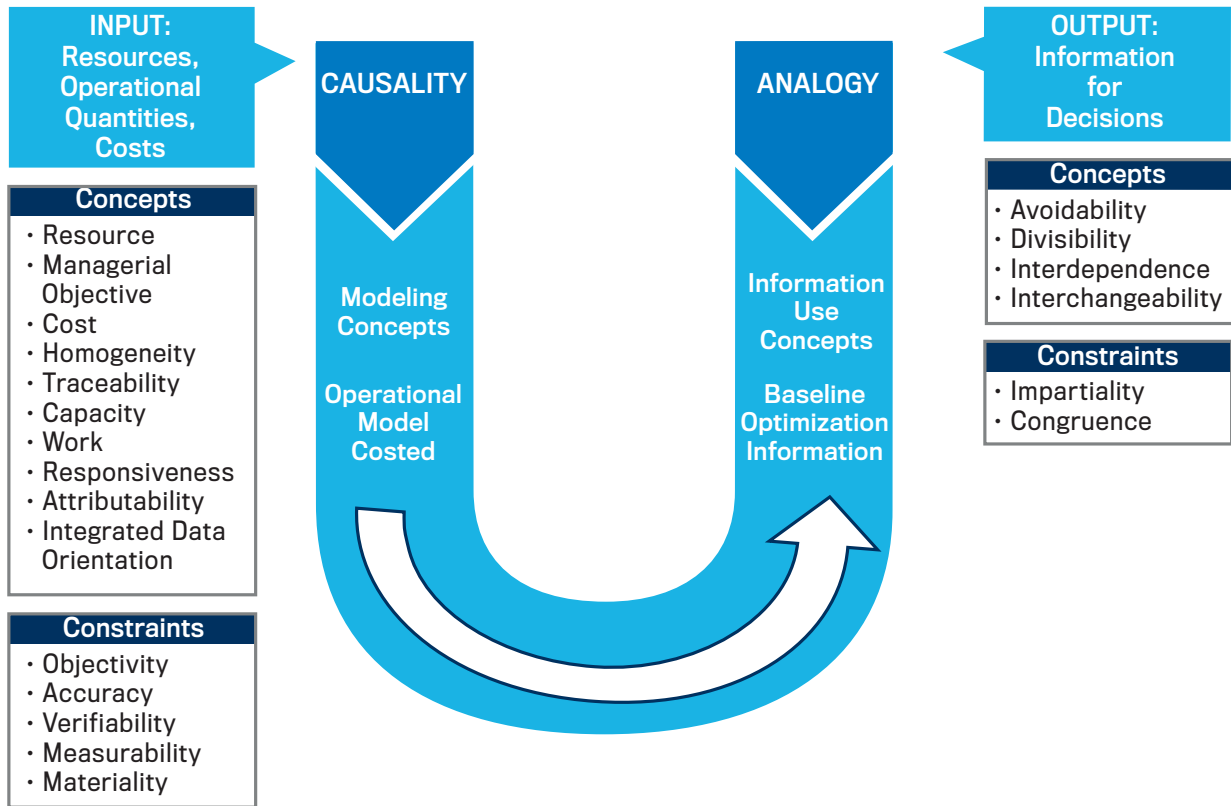 INPUT:
Resources,
Operational
Quantities,
Costs
Concepts
· Resource
· Managerial
Objective
· Cost
· Homogeneity
· Traceability
· Capacity
· Work
· Responsiveness
· Attributability
· Integrated Data
Orientation
Constraints
· Objectivity
· Accuracy
· Verifiability
· Measurability
· Materiality
CAUSALITY
Modeling
Concepts
Operational
Model
Costed
ANALOGY
Information
Use
Concepts
Baseline
Optimization
Information
OUTPUT:
Information
for
Decisions
Concepts
· Avoidability
· Divisibility
· Interdependence
· Interchangeability
Constraints
· Impartiality
· Congruence